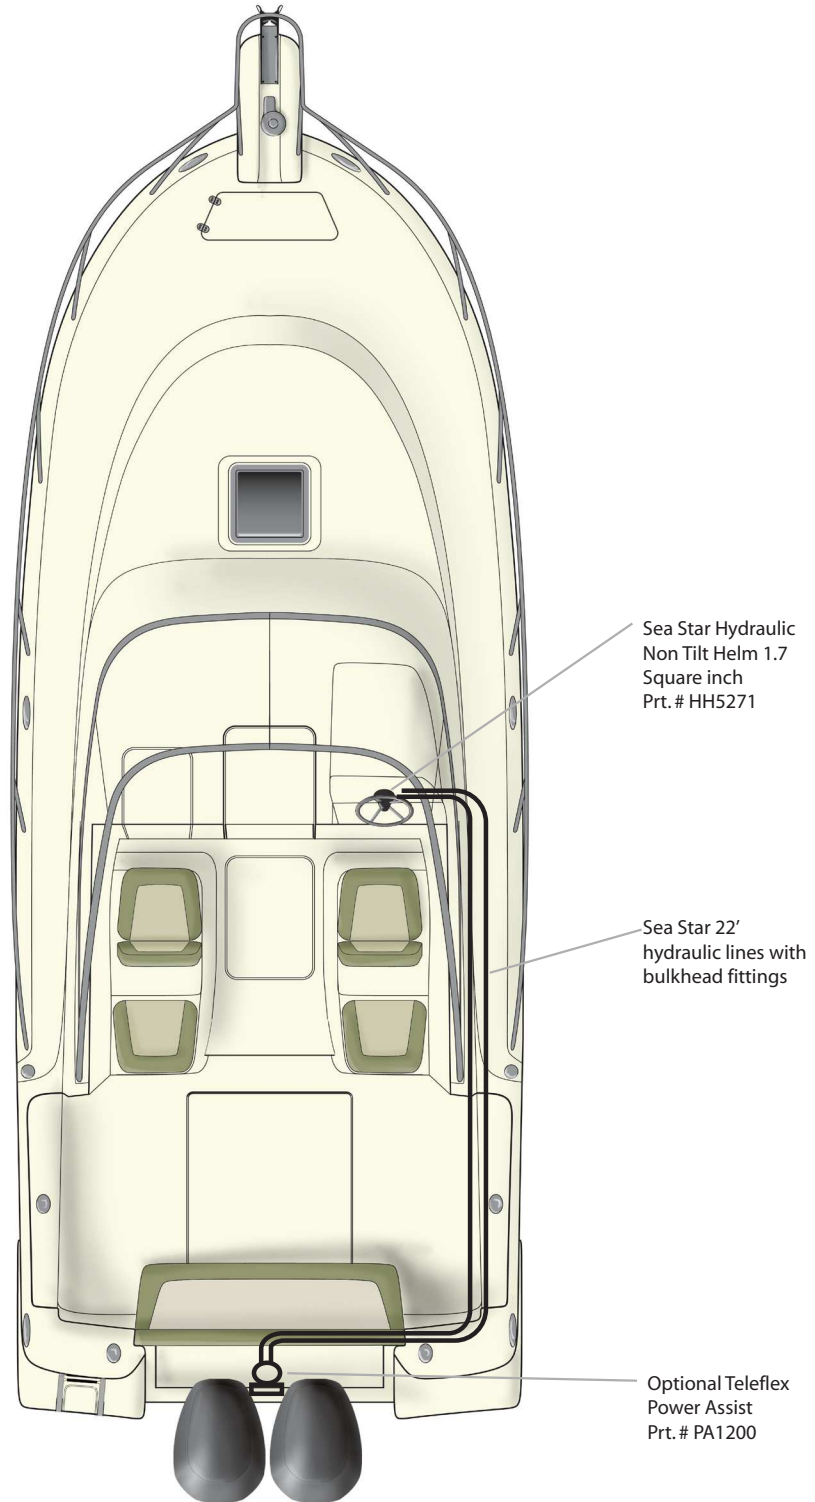 Sea Star Hydraulic
Non Tilt Helm 1.7
Square inch
Prt. # HH5271
Sea Star 22’
hydraulic lines with
bulkhead fittings
Optional Teleflex
Power Assist
Prt. # PA1200